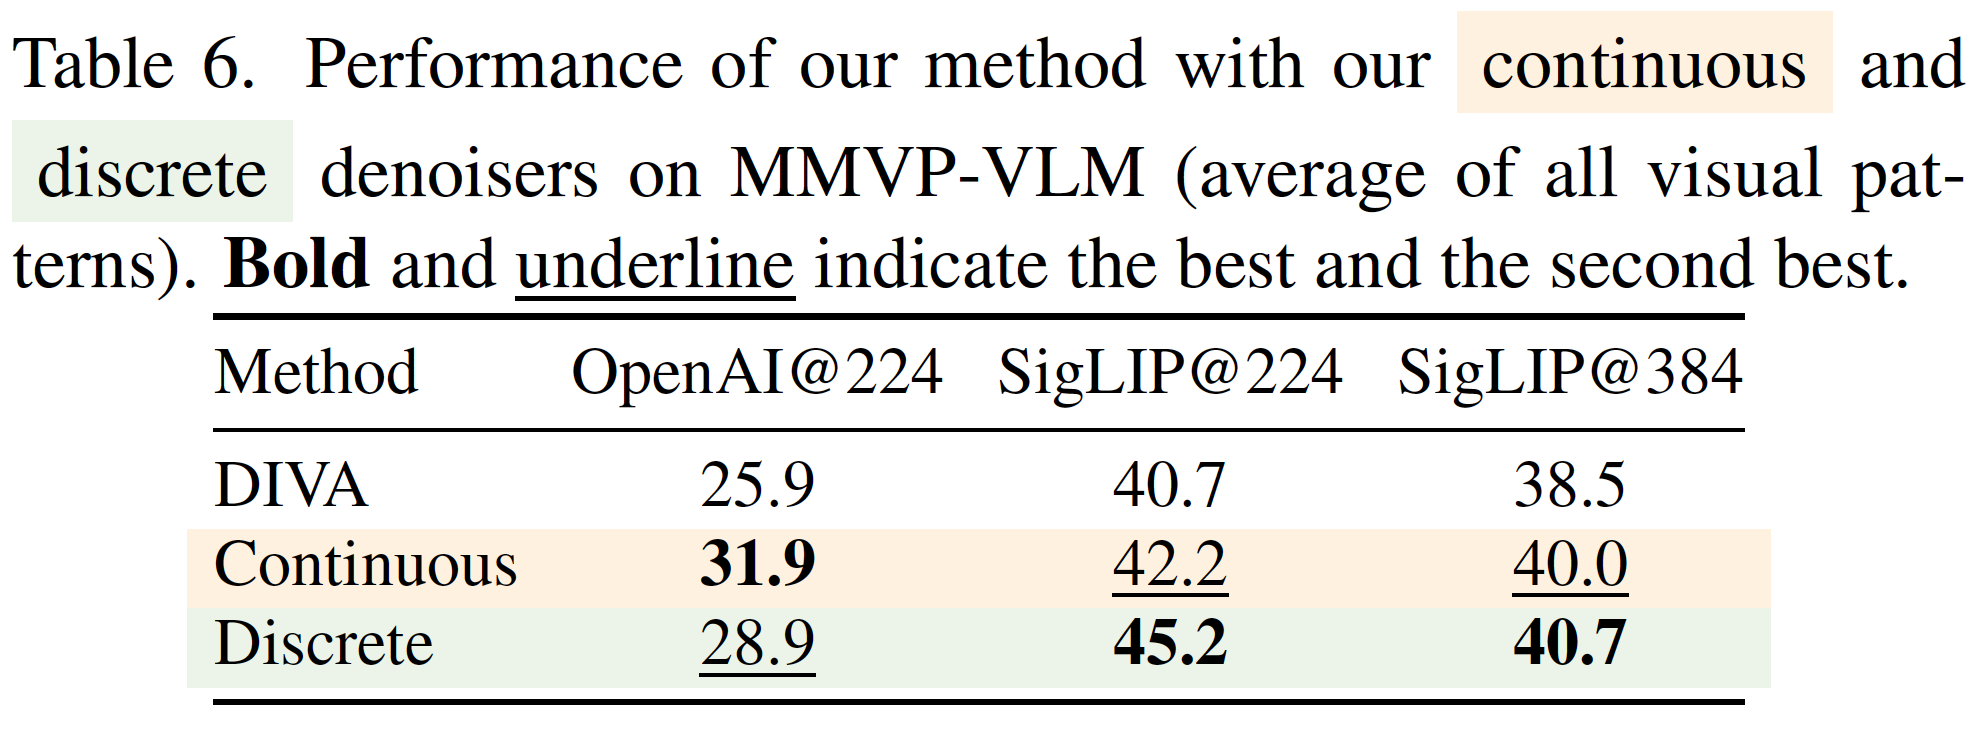 Table 6. Performance of our method with our continuous and
discrete denoisers on MMVP-VLM (average of all visual pat-
terns). Bold and underline indicate the best and the second best.
Method OpenAI@224 SigLIP@224 SigLIP@384
DIVA 25.9 40.7 38.5
Continuous 31.9 42.2 40.0
Discrete 28.9 45.2 40.7